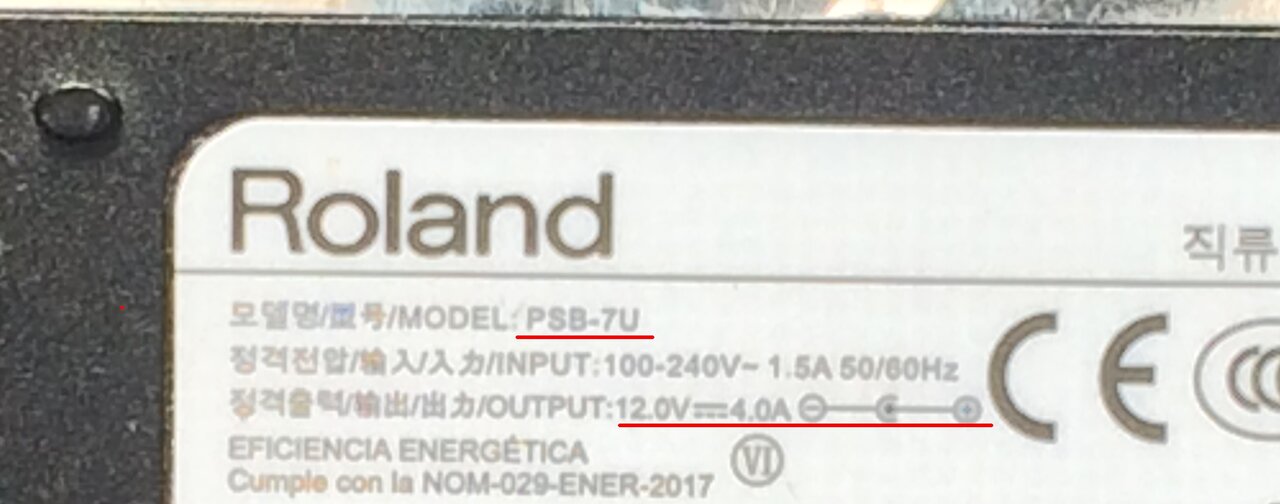 Roland
직류
모델명/型号/MODEL: PSB-7U
정격전압/输入/入力/INPUT:100-240V~ 1.5A 50/60Hz
정격출력/输出/出力/OUTPUT:12.0V⎓4.0A
EFICIENCIA ENERGÉTICA
VI
Cumple con la NOM-029-ENER-2017
CE